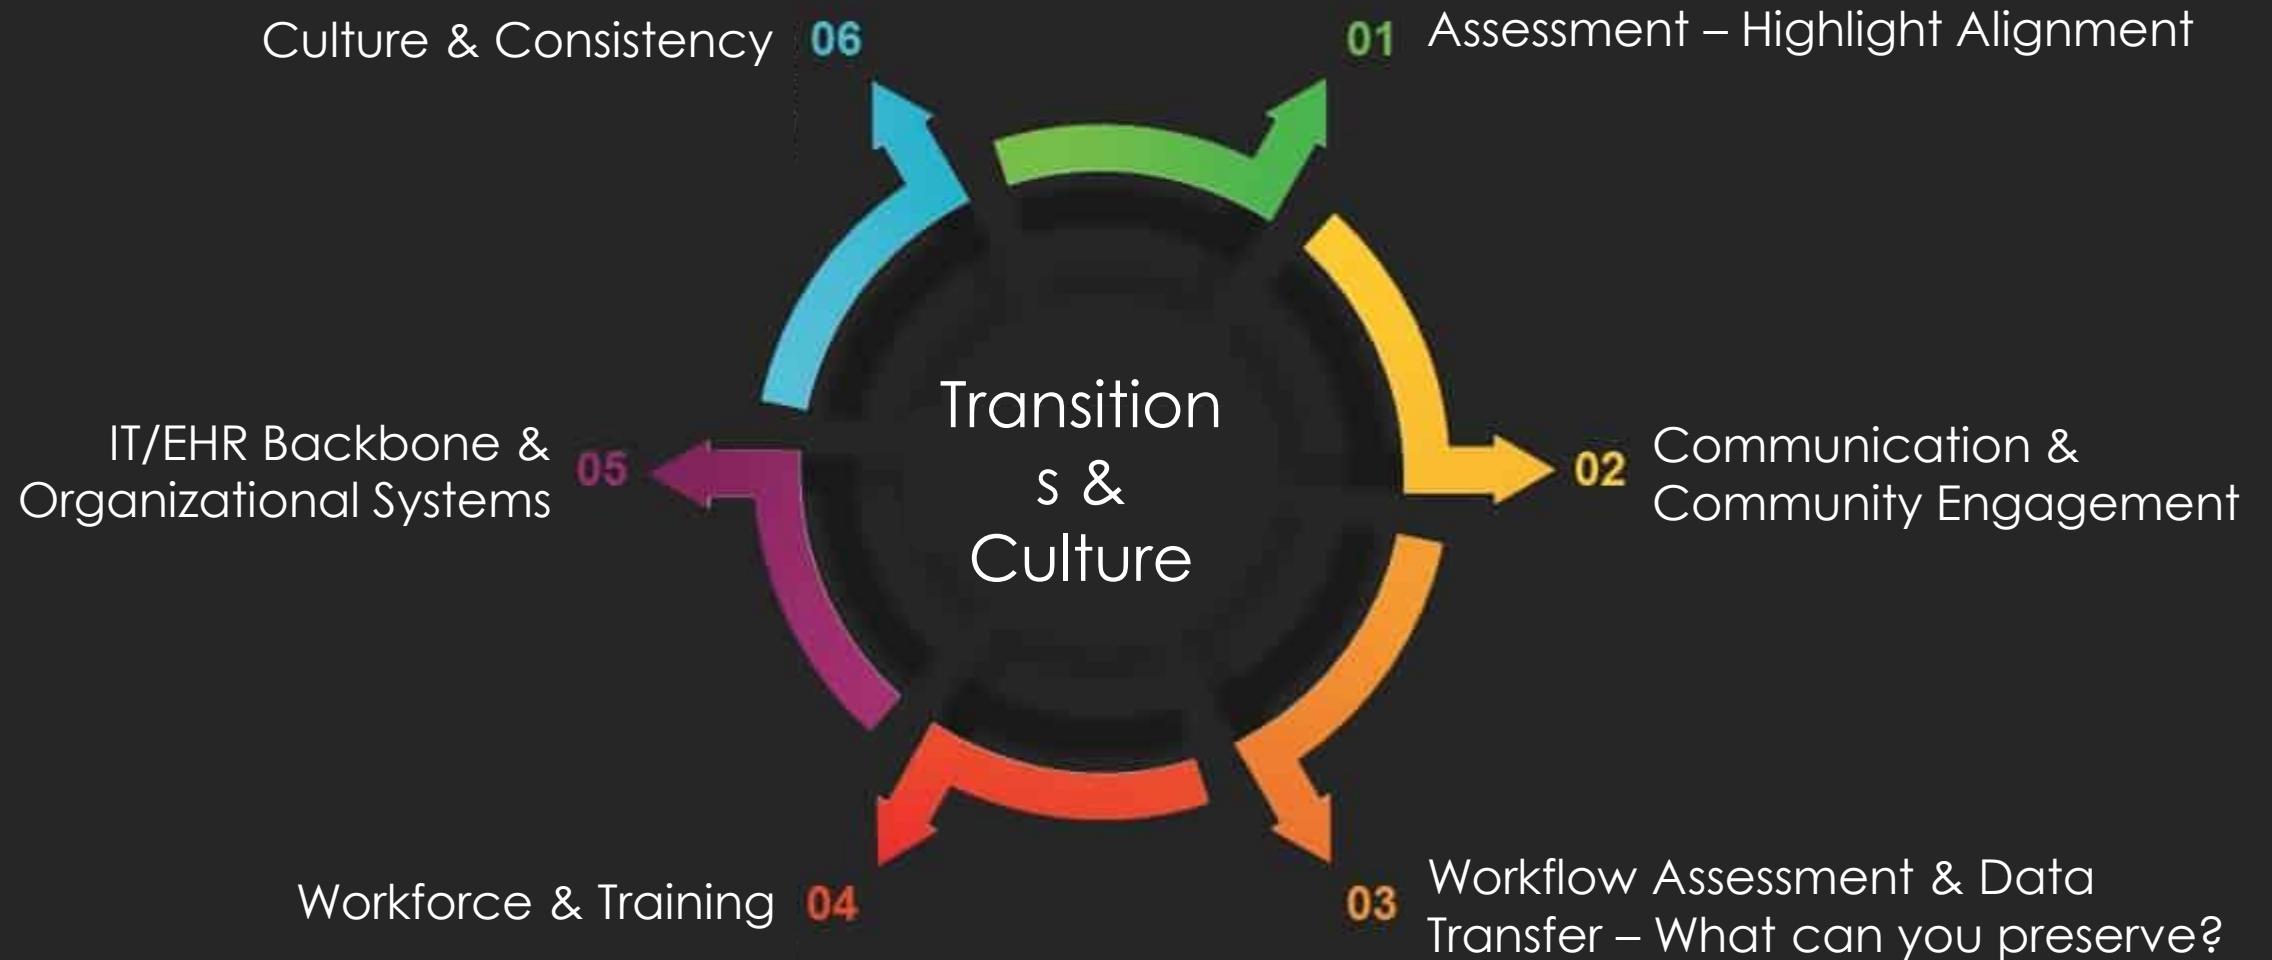 Culture & Consistency 06
01 Assessment – Highlight Alignment
Transition
s &
Culture
IT/EHR Backbone &
Organizational Systems
05
02
Communication &
Community Engagement
Workforce & Training 04
03
Workflow Assessment & Data
Transfer – What can you preserve?